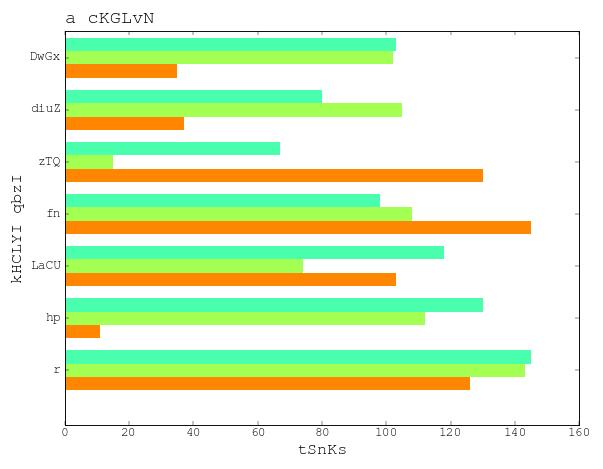 a cKGLvN
DwGx
diuZ
zTQ
fn
LaCU
hp
r
kHCLYI qbzI
0 20 40 60 80 100 120 140 160
tSnKs